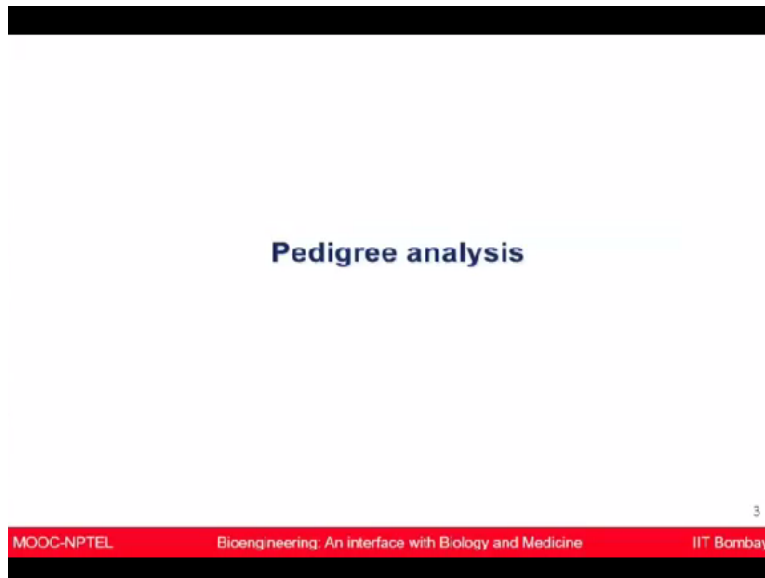 Pedigree analysis
3
MOOC-NPTEL Bioengineering: An interface with Biology and Medicine IIT Bombay